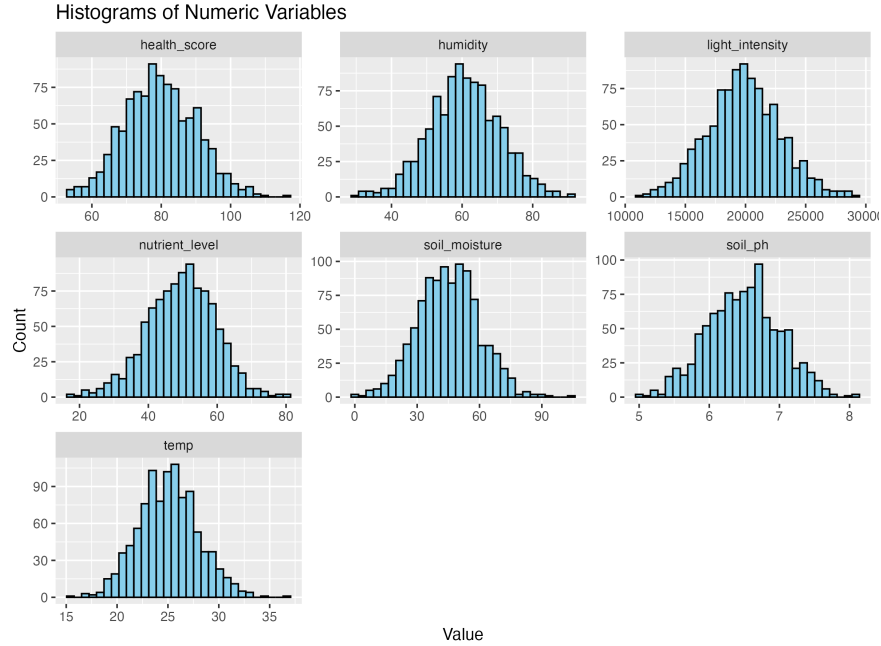 Histograms of Numeric Variables
health_score humidity light_intensity
75 75 75
50 50 50
25 25 25
0 0 0
60 80 100 120 40 60 80 10000 15000 20000 25000 30000
nutrient_level soil_moisture soil_ph
75 100 100
50 75 75
25 50 50
0 25 25
0 0
20 40 60 80 0 30 60 90 5 6 7 8
temp
90
60
30
0
15 20 25 30 35
Count
Value